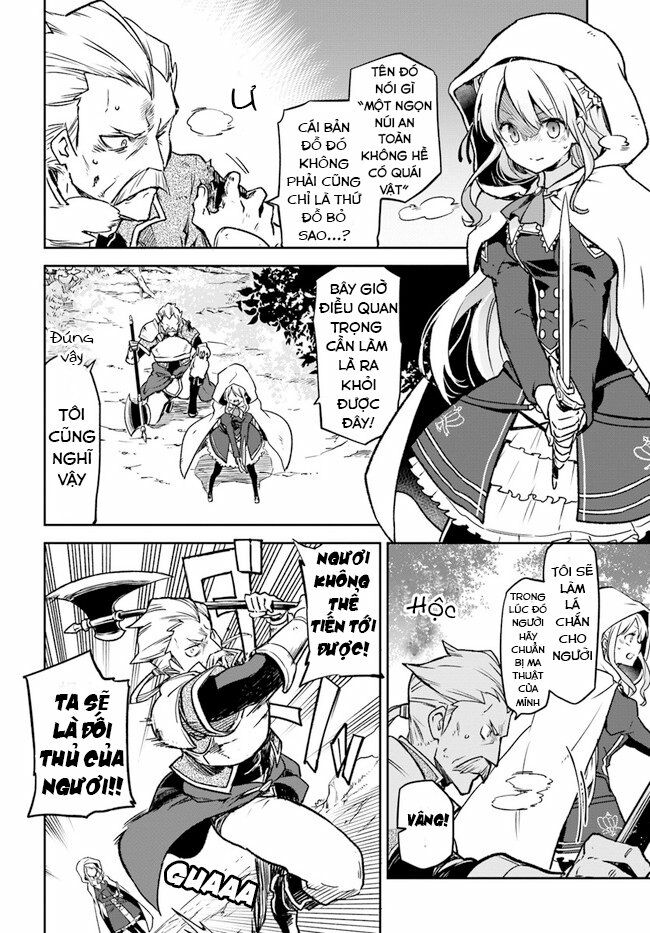 TÊN ĐÓ
NÓI GÌ
"MỘT NGỌN
NÚI AN
TOÀN
KHÔNG HỀ
CÓ QUÁI
VẬT"
CÁI BẢN
ĐỒ ĐÓ
KHÔNG
PHẢI CŨNG
CHỈ LÀ THỨ
ĐỒ BỎ
SAO...?
Ư
BÂY GIỜ
ĐIỀU QUAN
TRỌNG
CẦN LÀM
LÀ RA
KHỎI
ĐƯỢC
ĐÂY!
Đúng
vậy
TÔI
CŨNG
NGHĨ
VẬY
TÔI SẼ
LÀM LÁ
CHẮN CHO
NGƯỜI
TRONG
LÚC ĐÓ
NGƯỜI
HÃY CHUẨN
BỊ MA
THUẬT CỦA
MÌNH
Hộc
VÂNG!
NGƯƠI
KHÔNG
THỂ
TIẾN TỚI
ĐƯỢC!
TA SẼ
LÀ ĐỐI
THỦ CỦA
NGƯƠI!!
GUAAA